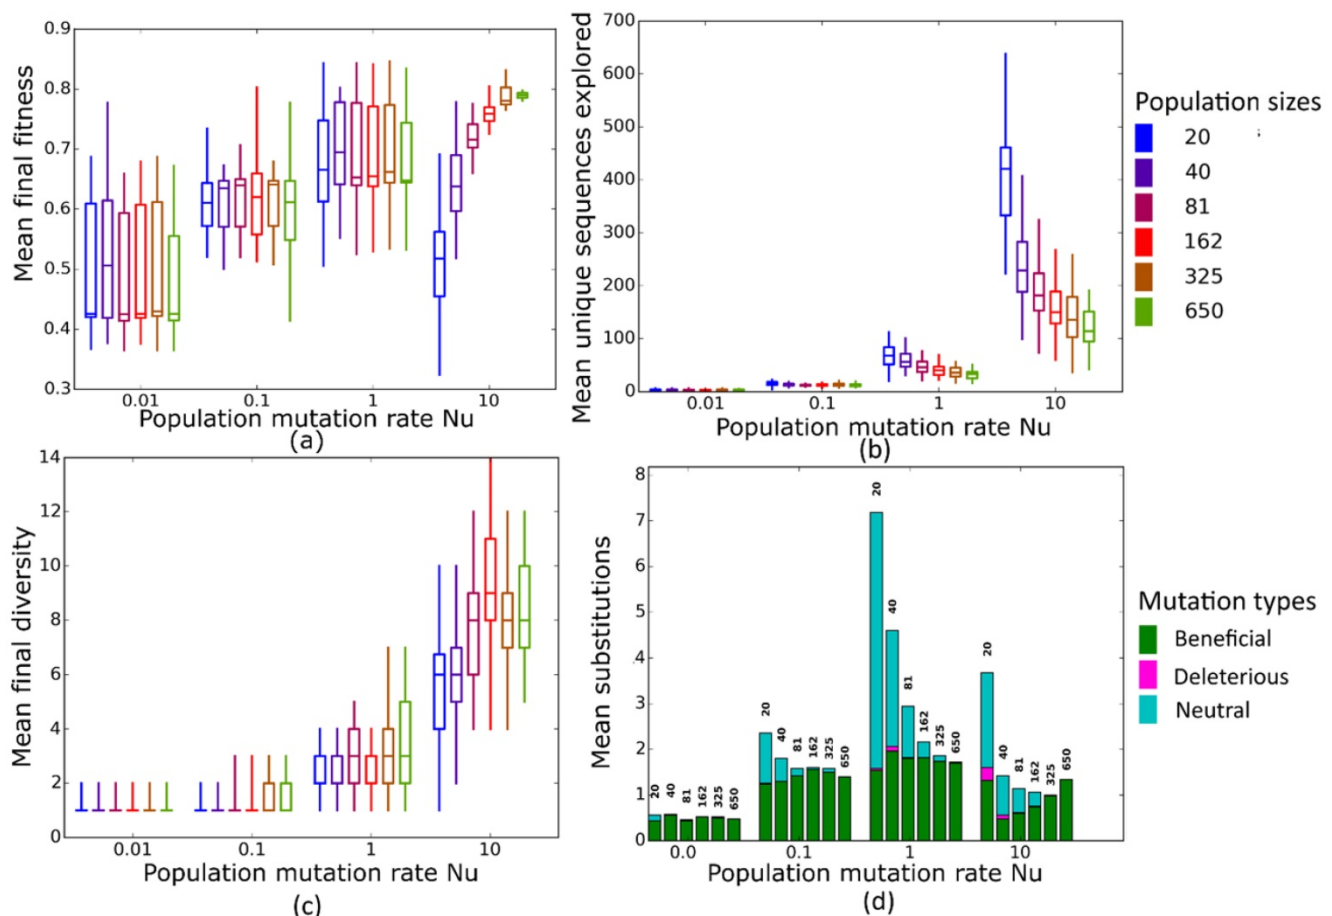 Mean final fitness
0.9
0.8
0.7
0.6
0.5
0.4
0.3
0.01 0.1 1 10
Population mutation rate Nu
(a)
Mean unique sequences explored
700
600
500
400
300
200
100
0
0.01 0.1 1 10
Population mutation rate Nu
(b)
Population sizes
20
40
81
162
325
650
Mean final diversity
14
12
10
8
6
4
2
0
0.01 0.1 1 10
Population mutation rate Nu
(c)
Mean substitutions
8
7
6
5
4
3
2
1
0
20 40 81 162 325 650
20 40 81 162 325 650
20 40 81 162 325 650
20 40 81 162 325 650
0.0 0.1 1 10
Population mutation rate Nu
(d)
Mutation types
Beneficial
Deleterious
Neutral